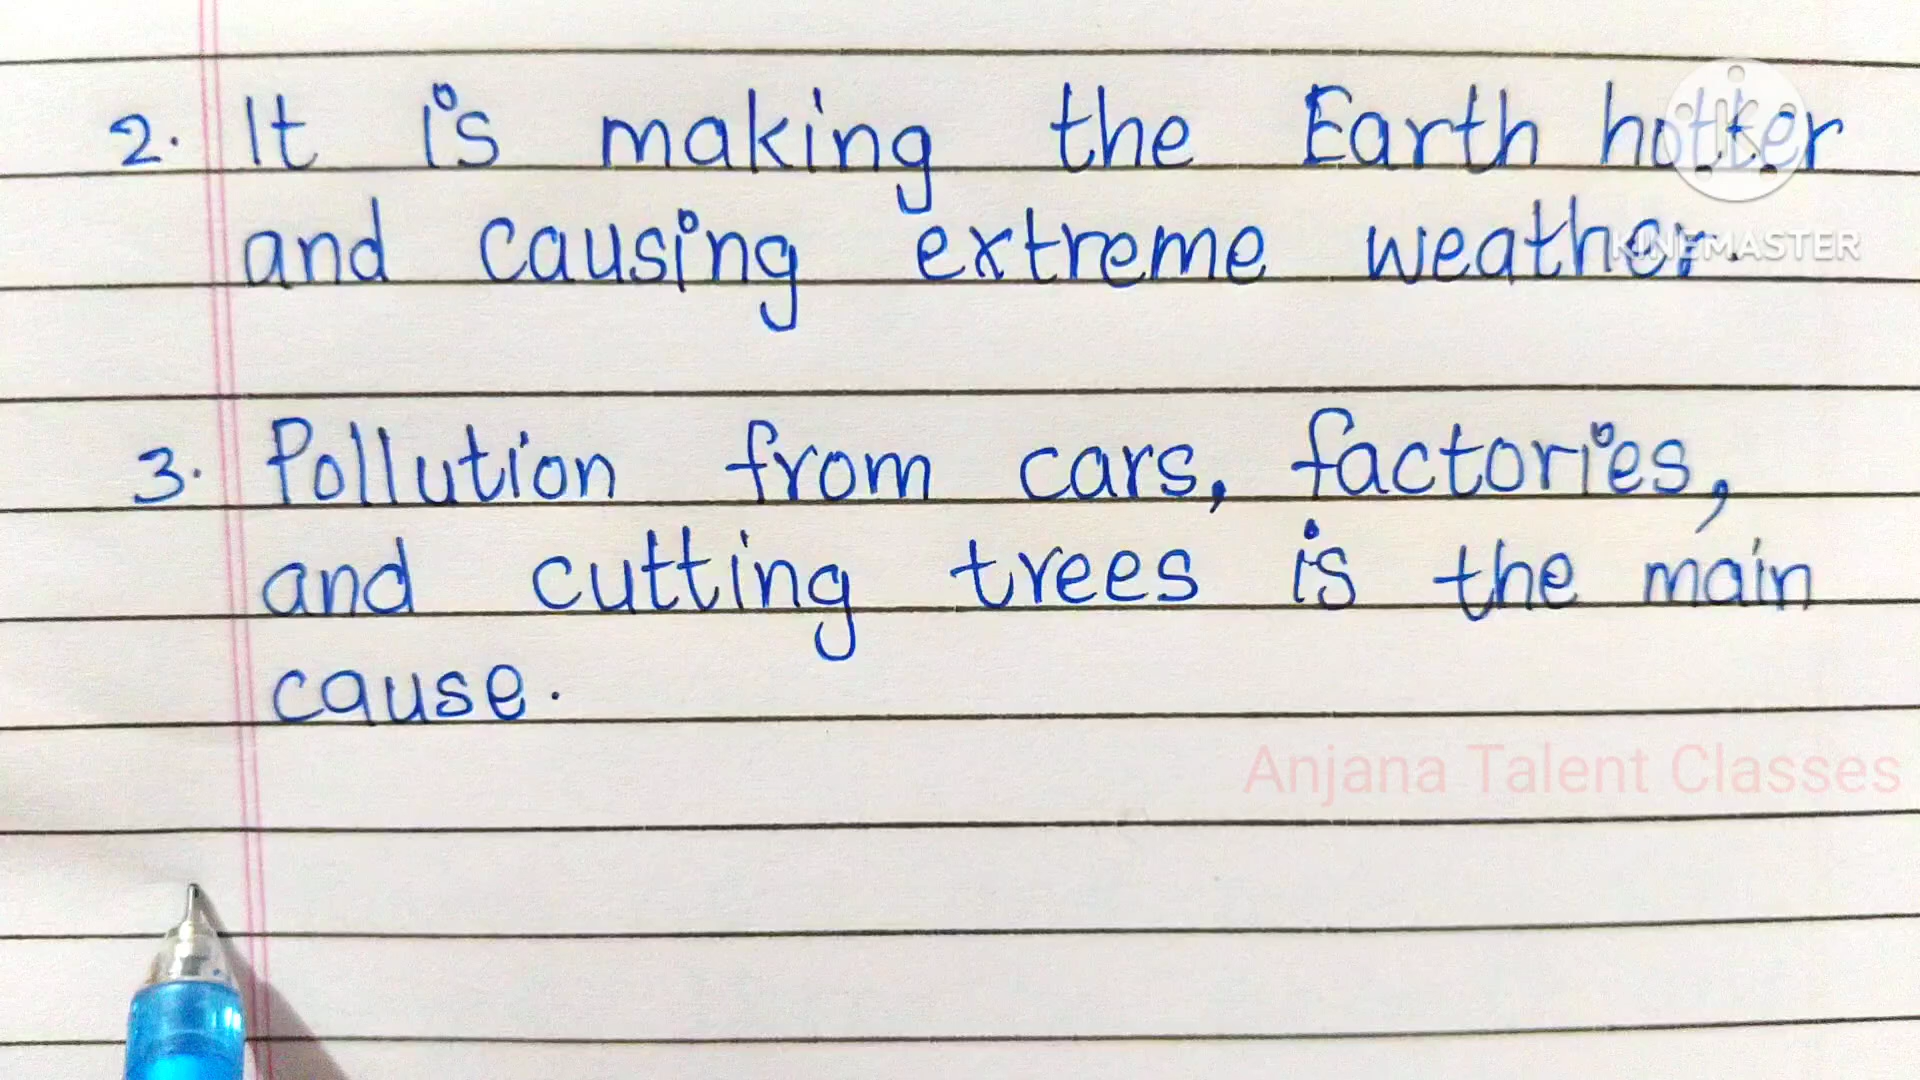 2. It is making the Earth hotter
and causing extreme weather.
KINEMASTER
3. Pollution from cars, factories,
and cutting trees is the main
cause.
Anjana Talent Classes